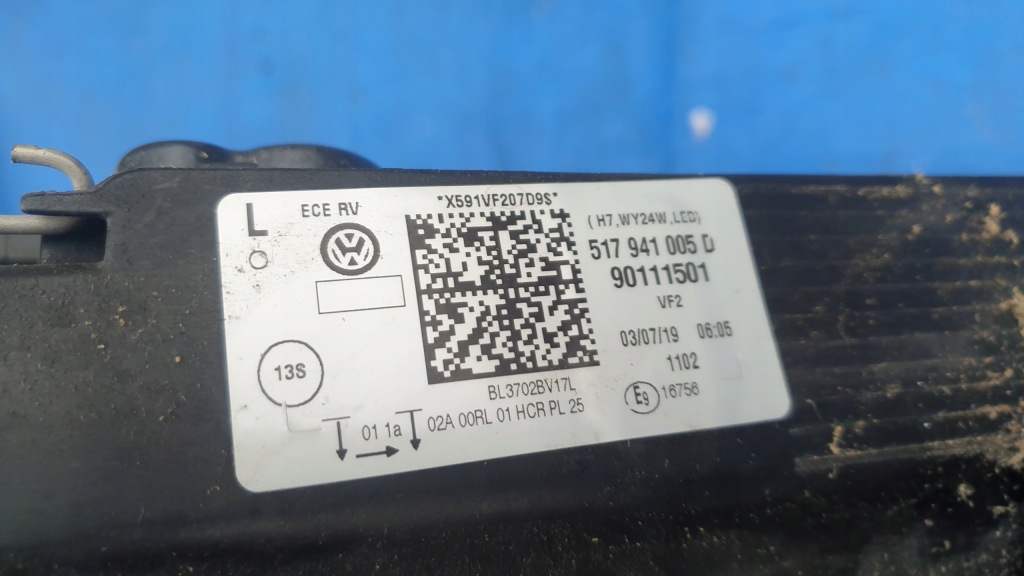 L
ECE RV
*X591VF207D9S*
(H7,WY24W,LED)
517 941 005 D
90111501
VF2
03/07/19 06:05
1102
13S
BL3702BV17L
E9 16756
01 1a 02A 00RL 01 HCR PL 25